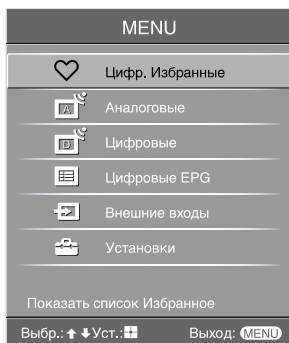 MENU
Цифр. Избранные
A Аналоговые
D Цифровые
Цифровые EPG
Внешние входы
Установки
Показать список Избранное
Выбр.: Уст.: Выход: MENU